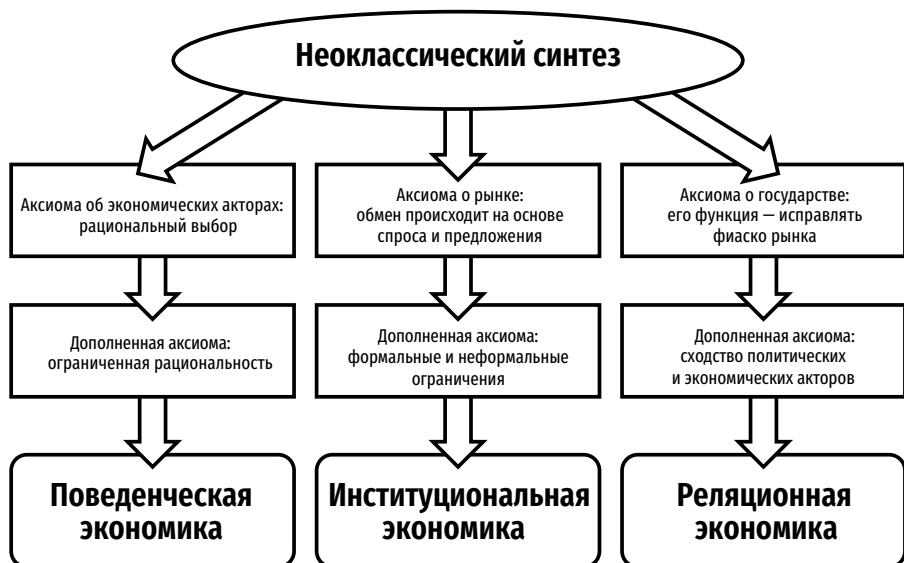 Неоклассический синтез
Аксиома об экономических акторах:
рациональный выбор
Аксиома о рынке:
обмен происходит на основе
спроса и предложения
Аксиома о государстве:
его функция — исправлять
фиаско рынка
Дополненная аксиома:
ограниченная рациональность
Дополненная аксиома:
формальные и неформальные
ограничения
Дополненная аксиома:
сходство политических
и экономических акторов
Поведенческая
экономика
Институциональная
экономика
Реляционная
экономика